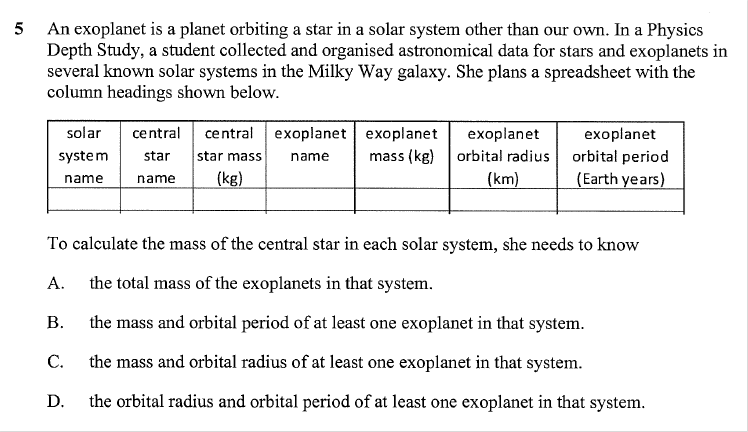 5 An exoplanet is a planet orbiting a star in a solar system other than our own. In a Physics
Depth Study, a student collected and organised astronomical data for stars and exoplanets in
several known solar systems in the Milky Way galaxy. She plans a spreadsheet with the
column headings shown below.
solar system name
central star name
central star mass (kg)
exoplanet name
exoplanet mass (kg)
exoplanet orbital radius (km)
exoplanet orbital period (Earth years)
To calculate the mass of the central star in each solar system, she needs to know
A. the total mass of the exoplanets in that system.
B. the mass and orbital period of at least one exoplanet in that system.
C. the mass and orbital radius of at least one exoplanet in that system.
D. the orbital radius and orbital period of at least one exoplanet in that system.